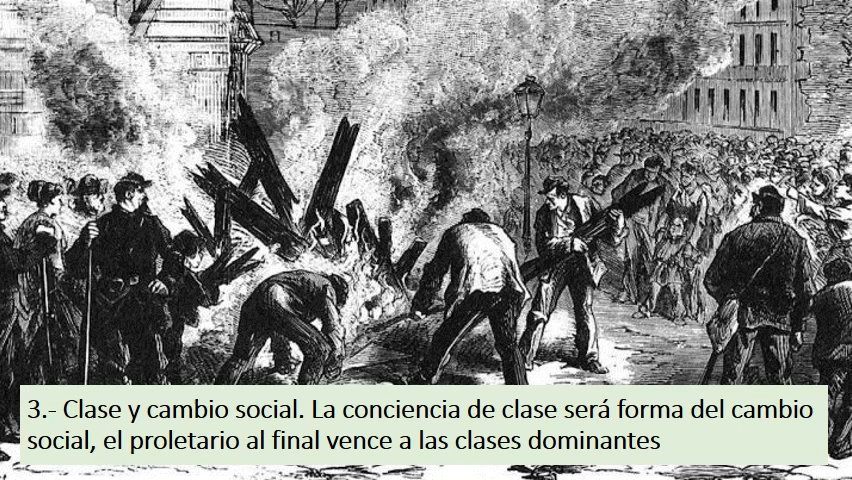 3.- Clase y cambio social. La conciencia de clase será forma del cambio
social, el proletario al final vence a las clases dominantes